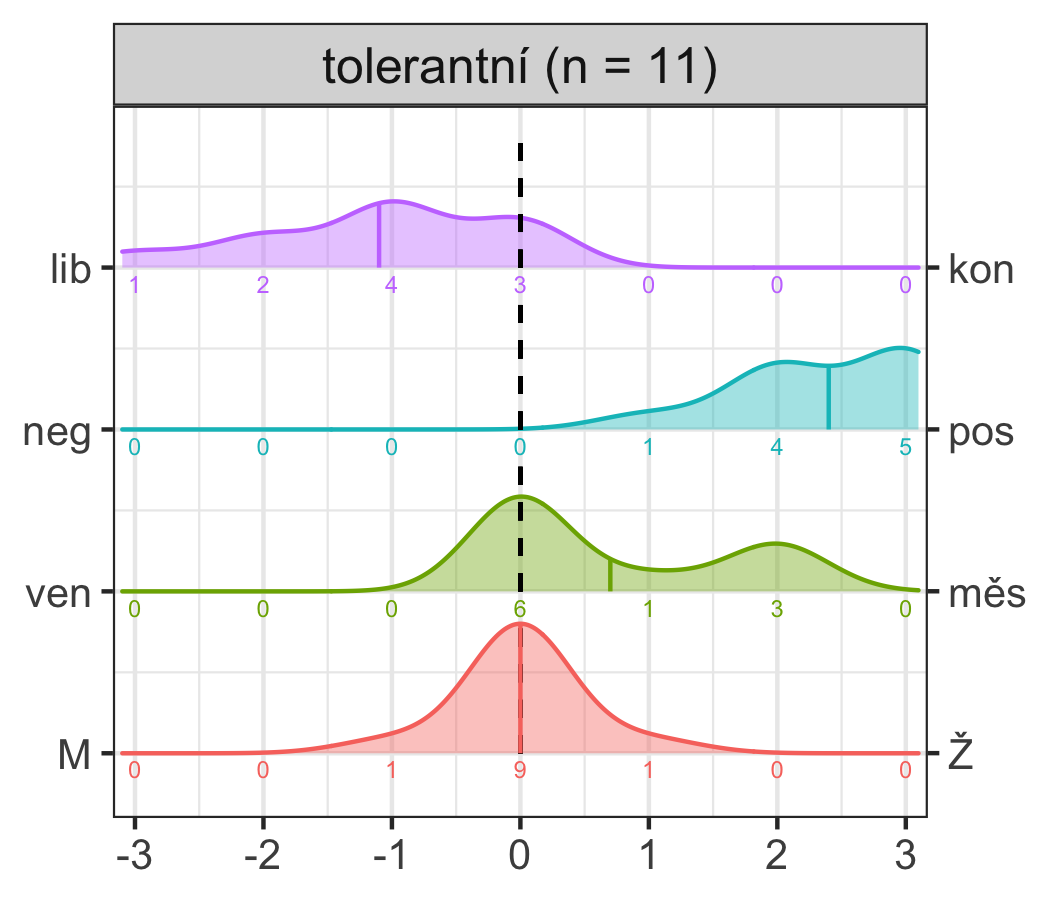 tolerantní (n = 11)
lib kon
1 2 4 3 0 0 0
neg pos
0 0 0 0 1 4 5
ven měs
0 0 0 6 1 3 0
M Ž
0 0 1 9 1 0 0
-3 -2 -1 0 1 2 3